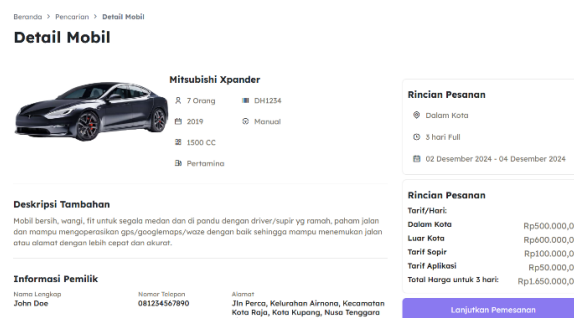 Beranda > Pencarian > Detail Mobil
Detail Mobil
Mitsubishi Xpander
7 Orang
DH1234
2019
Manual
1500 CC
Pertamina
Deskripsi Tambahan
Mobil bersih, wangi, fit untuk segala medan dan di pandu dengan driver/supir yg ramah, paham jalan
dan mampu mengoperasikan gps/googlemaps/waze dengan baik sehingga mampu menemukan jalan
atau alamat dengan lebih cepat dan akurat.
Informasi Pemilik
Nama Lengkap
John Doe
Nomor Telepon
081234567890
Alamat
Jln Perca, Kelurahan Airnona, Kecamatan
Kota Raja, Kota Kupang, Nusa Tenggara
Rincian Pesanan
Dalam Kota
3 hari Full
02 Desember 2024 - 04 Desember 2024
Rincian Pesanan
Tarif/Hari:
Dalam Kota Rp500.000,0
Luar Kota Rp600.000,0
Tarif Sopir Rp100.000,0
Tarif Aplikasi Rp50.000,0
Total Harga untuk 3 hari: Rp1.650.000,0
Lanjutkan Pemesanan